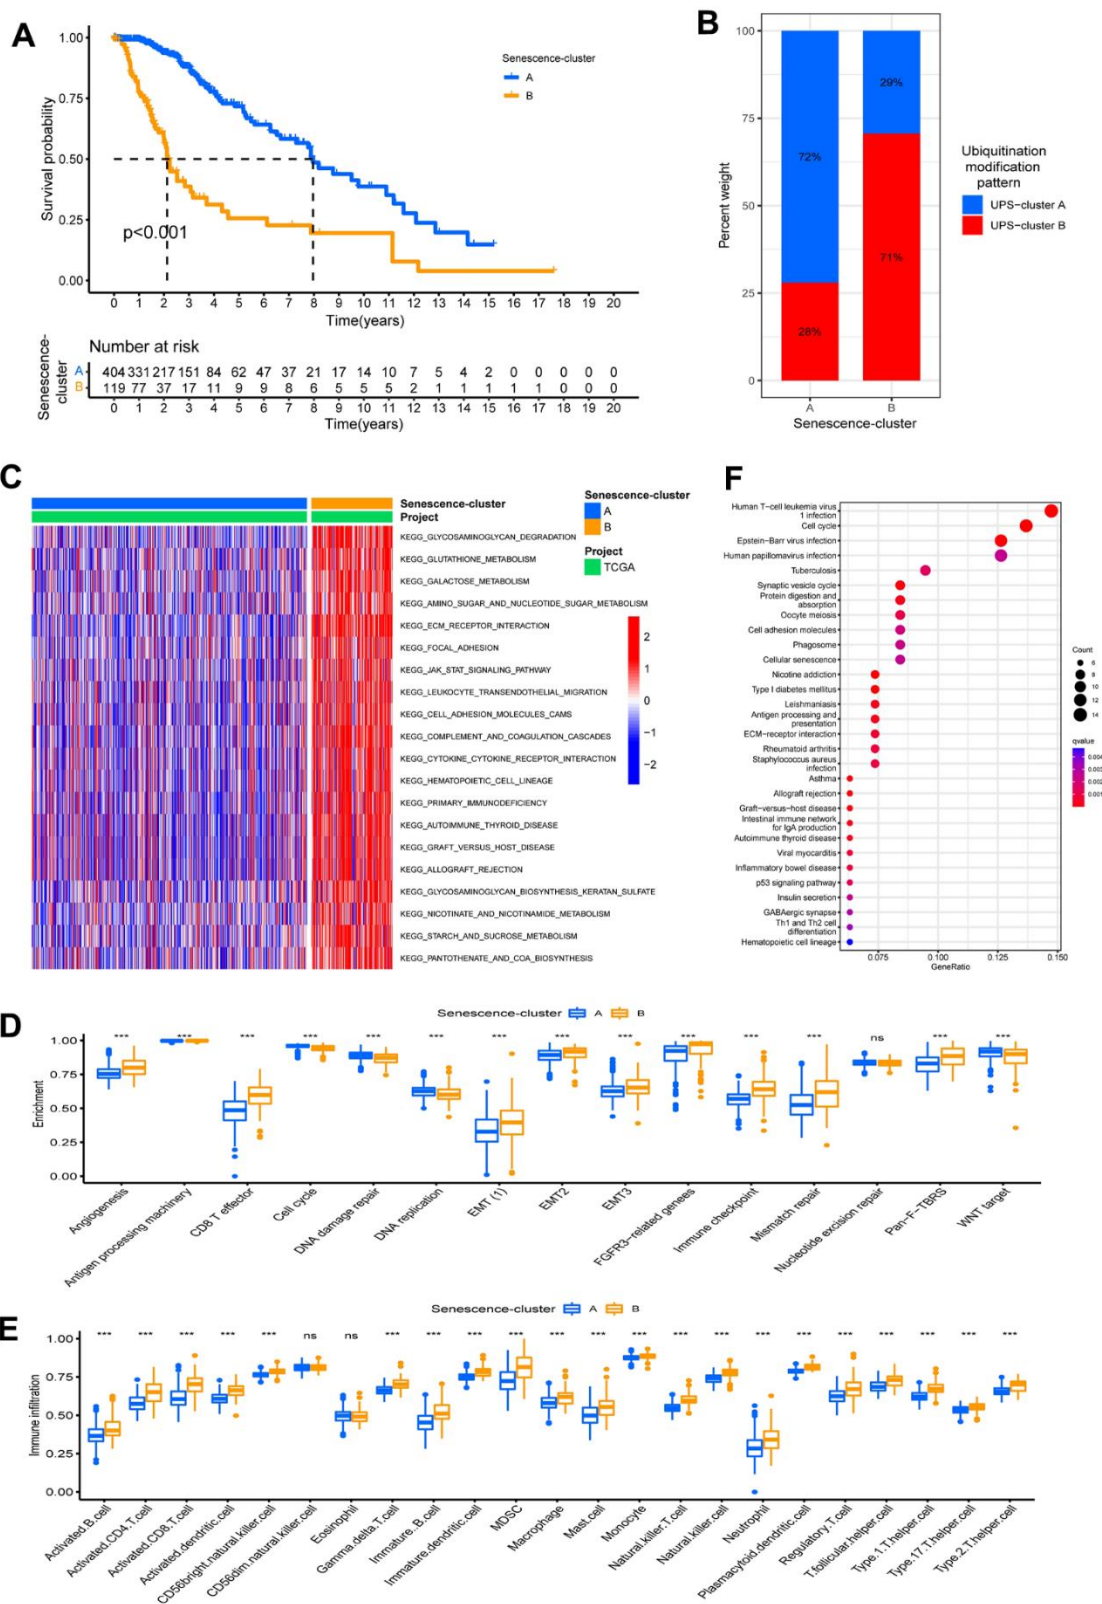 A
Senescence-cluster
A
B
Survival probability
1.00
0.75
0.50
0.25
0.00
p<0.001
0 1 2 3 4 5 6 7 8 9 10 11 12 13 14 15 16 17 18 19 20
Time(years)
Number at risk
Senescence-
cluster
A 404 331 217 151 84 62 47 37 21 17 14 10 7 5 4 2 0 0 0 0 0
B 119 77 37 17 11 9 9 8 6 5 5 5 2 1 1 1 1 1 0 0 0
0 1 2 3 4 5 6 7 8 9 10 11 12 13 14 15 16 17 18 19 20
Time(years)
B
Percent weight
100
75
50
25
0
72%
28%
29%
71%
A B
Senescence-cluster
Ubiquitination
modification
pattern
UPS-cluster A
UPS-cluster B
C
Senescence-cluster
Project
KEGG_GLYCOSAMINOGLYCAN_DEGRADATION
KEGG_GLUTATHIONE_METABOLISM
KEGG_GALACTOSE_METABOLISM
KEGG_AMINO_SUGAR_AND_NUCLEOTIDE_SUGAR_METABOLISM
KEGG_ECM_RECEPTOR_INTERACTION
KEGG_FOCAL_ADHESION
KEGG_JAK_STAT_SIGNALING_PATHWAY
KEGG_LEUKOCYTE_TRANSENDOTHELIAL_MIGRATION
KEGG_CELL_ADHESION_MOLECULES_CAMS
KEGG_COMPLEMENT_AND_COAGULATION_CASCADES
KEGG_CYTOKINE_CYTOKINE_RECEPTOR_INTERACTION
KEGG_HEMATOPOIETIC_CELL_LINEAGE
KEGG_PRIMARY_IMMUNODEFICIENCY
KEGG_AUTOIMMUNE_THYROID_DISEASE
KEGG_GRAFT_VERSUS_HOST_DISEASE
KEGG_ALLOGRAFT_REJECTION
KEGG_GLYCOSAMINOGLYCAN_BIOSYNTHESIS_KERATAN_SULFATE
KEGG_NICOTINATE_AND_NICOTINAMIDE_METABOLISM
KEGG_STARCH_AND_SUCROSE_METABOLISM
KEGG_PANTOTHENATE_AND_COA_BIOSYNTHESIS
Senescence-cluster
A
B
Project
TCGA
2
1
0
−1
−2
F
Human T-cell leukemia virus
1 infection
Cell cycle
Epstein-Barr virus infection
Human papillomavirus infection
Tuberculosis
Synaptic vesicle cycle
Protein digestion and
absorption
Oocyte meiosis
Cell adhesion molecules
Phagosome
Cellular senescence
Nicotine addiction
Type I diabetes mellitus
Leishmaniasis
Antigen processing and
presentation
ECM-receptor interaction
Rheumatoid arthritis
Staphylococcus aureus
infection
Asthma
Allograft rejection
Graft-versus-host disease
Intestinal immune network
for IgA production
Autoimmune thyroid disease
Viral myocarditis
Inflammatory bowel disease
p53 signaling pathway
Insulin secretion
GABAergic synapse
Th1 and Th2 cell
differentiation
Hematopoietic cell lineage
0.075 0.100 0.125 0.150
GeneRatio
Count
6
8
10
12
14
qvalue
0.004
0.003
0.002
0.001
D
Senescence-cluster A B
Enrichment
1.00
0.75
0.50
0.25
0.00
*** *** *** *** *** *** *** *** *** *** *** *** ns *** ***
Angiogenesis
Antigen processing machinery
CD8 T effector
Cell cycle
DNA damage repair
DNA replication
EMT (1)
EMT2
EMT3
FGFR3-related genees
Immune checkpoint
Mismatch repair
Nucleotide excision repair
Pan-F-TBRS
WNT target
E
Senescence-cluster A B
Immune infiltration
1.00
0.75
0.50
0.25
0.00
*** *** *** *** *** ns ns *** *** *** *** *** *** *** *** *** *** *** *** *** *** *** ***
Activated.B.cell
Activated.CD4.T.cell
Activated.CD8.T.cell
Activated.dendritic.cell
CD56bright.natural.killer.cell
CD56dim.natural.killer.cell
Eosinophil
Gamma.delta.T.cell
Immature..B.cell
Immature.dendritic.cell
MDSC
Macrophage
Mast.cell
Monocyte
Natural.killer.T.cell
Natural.killer.cell
Neutrophil
Plasmacytoid.dendritic.cell
Regulatory.T.cell
T.follicular.helper.cell
Type.1.T.helper.cell
Type.17.T.helper.cell
Type.2.T.helper.cell